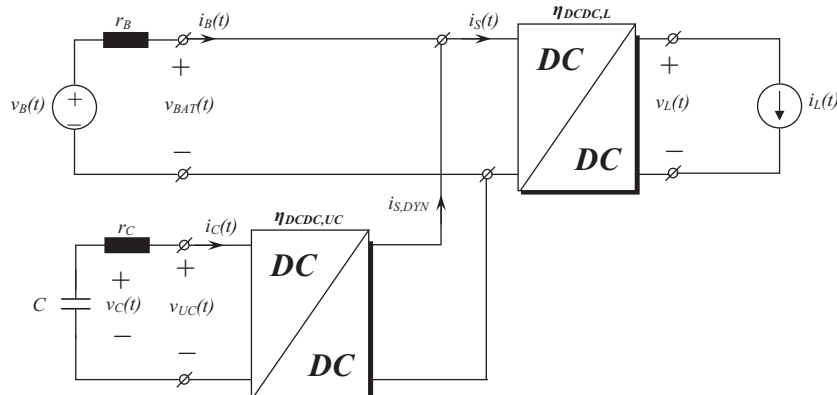 r_B
i_B(t)
i_S(t)
η_DCDC,L
v_B(t)
+
−
+
v_BAT(t)
−
DC
DC
+
v_L(t)
−
i_L(t)
i_S,DYN
η_DCDC,UC
r_C
i_C(t)
C
+
v_C(t)
−
+
v_UC(t)
−
DC
DC